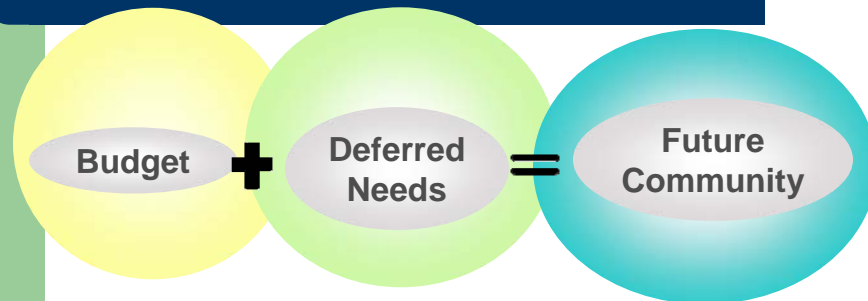 Budget
+
Deferred
Needs
=
Future
Community